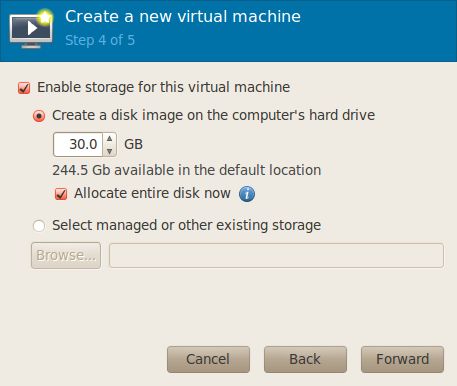 Create a new virtual machine
Step 4 of 5
Enable storage for this virtual machine
Create a disk image on the computer's hard drive
30.0 GB
244.5 Gb available in the default location
Allocate entire disk now
Select managed or other existing storage
Browse...
Cancel Back Forward